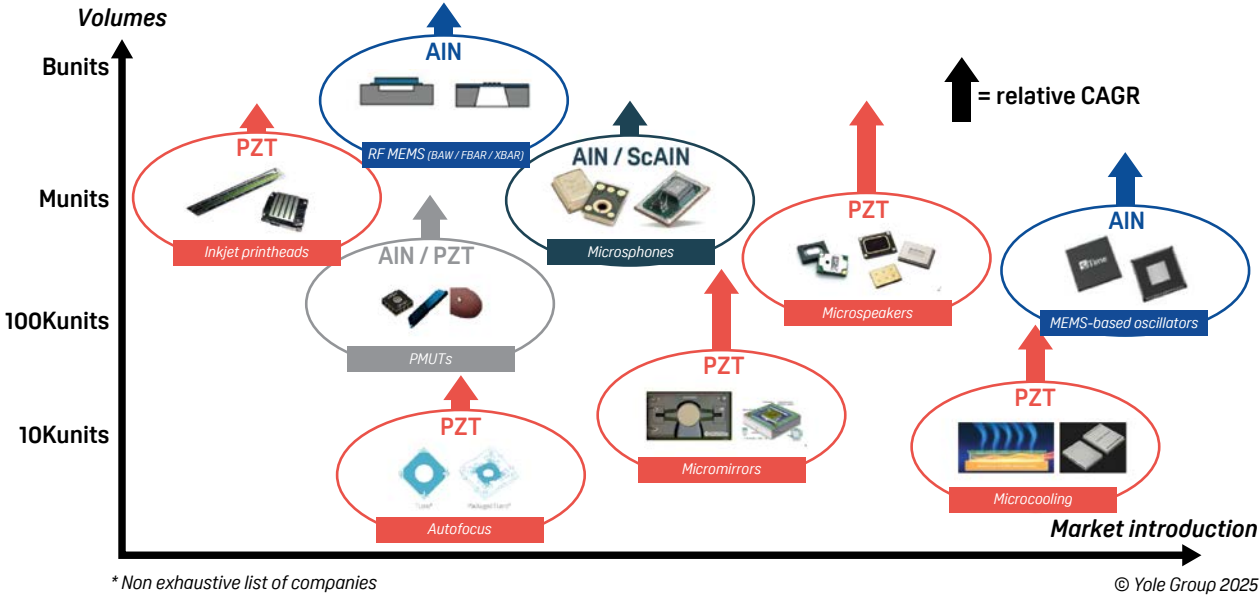 Volumes
Bunits
Munits
100Kunits
10Kunits
AIN
RF MEMS (BAW / FBAR / XBAR)
= relative CAGR
PZT
Inkjet printheads
AIN / ScAIN
Microsphones
PZT
Microspeakers
AIN
SiTime
MEMS-based oscillators
AIN / PZT
PMUTs
PZT
Micromirrors
PZT
Microcooling
PZT
Autofocus
Market introduction
* Non exhaustive list of companies
© Yole Group 2025